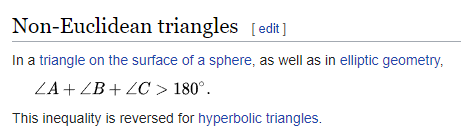 Non-Euclidean triangles [ edit ]
In a triangle on the surface of a sphere, as well as in elliptic geometry,
∠A + ∠B + ∠C > 180°.
This inequality is reversed for hyperbolic triangles.